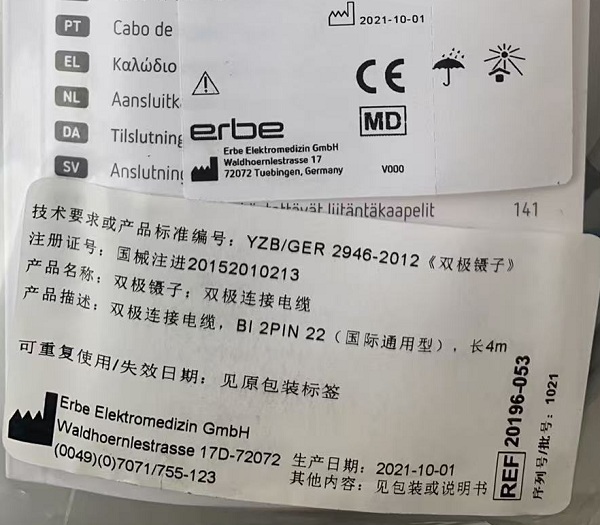 PT Cabo de
EL Καλώδιο
NL Aansluitk
DA Tilslutning
SV Anslutning
2021-10-01
CE
MD
erbe
Erbe Elektromedizin GmbH
Waldhoernlestrasse 17
72072 Tuebingen, Germany
V000
liitäntäkaapelit 141
技术要求或产品标准编号：YZB/GER 2946-2012《双极镊子》
注册证号：国械注进20152010213
产品名称：双极镊子；双极连接电缆
产品描述：双极连接电缆，BI 2PIN 22（国际通用型），长4m
可重复使用/失效日期：见原包装标签
Erbe Elektromedizin GmbH
Waldhoernlestrasse 17D-72072
(0049)(0)7071/755-123
生产日期：2021-10-01
其他内容：见包装或说明书
REF 20196-053
序列号/批号：1021